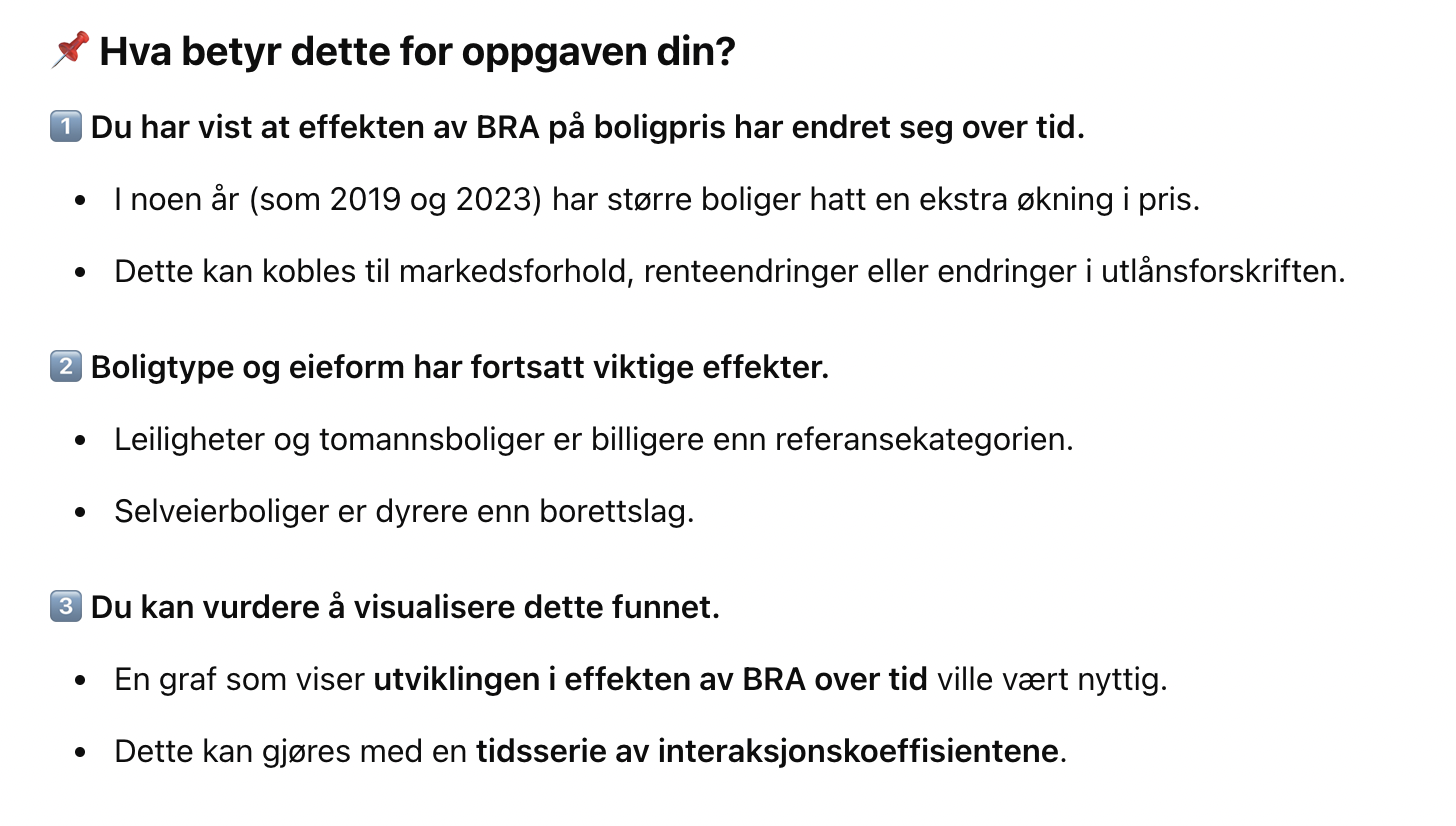 📌 Hva betyr dette for oppgaven din?
1️⃣ Du har vist at effekten av BRA på boligpris har endret seg over tid.
• I noen år (som 2019 og 2023) har større boliger hatt en ekstra økning i pris.
• Dette kan kobles til markedsforhold, renteendringer eller endringer i utlånsforskriften.
2️⃣ Boligtype og eieform har fortsatt viktige effekter.
• Leiligheter og tomannsboliger er billigere enn referansekategorien.
• Selveierboliger er dyrere enn borettslag.
3️⃣ Du kan vurdere å visualisere dette funnet.
• En graf som viser utviklingen i effekten av BRA over tid ville vært nyttig.
• Dette kan gjøres med en tidsserie av interaksjonskoeffisientene.